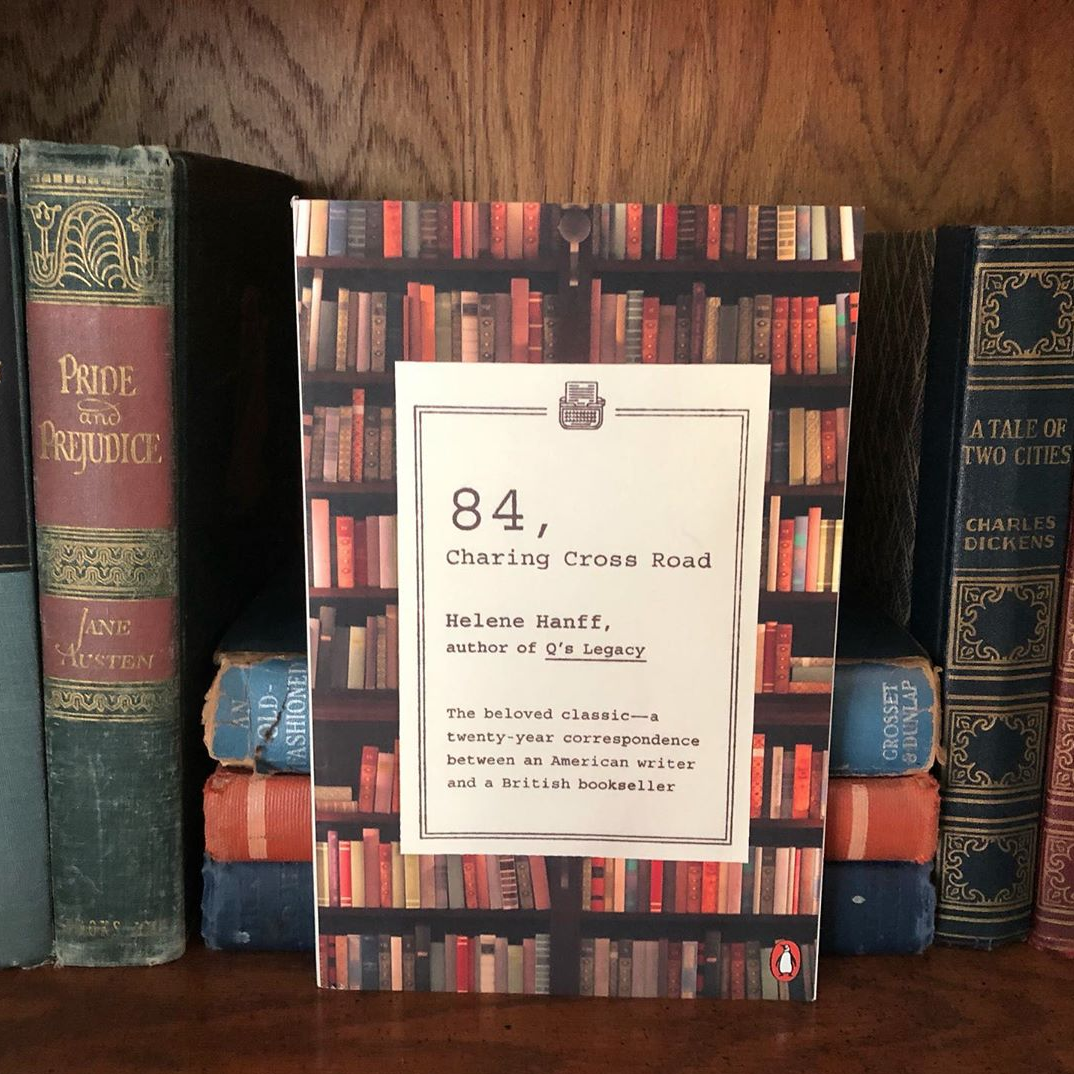 PRIDE
and
PREJUDICE
JANE
AUSTEN
84,
Charing Cross Road
Helene Hanff,
author of Q's Legacy
The beloved classic—a
twenty-year correspondence
between an American writer
and a British bookseller
AN
OLD-
FASHIONED
GROSSET
& DUNLAP
A TALE OF
TWO CITIES
CHARLES
DICKENS